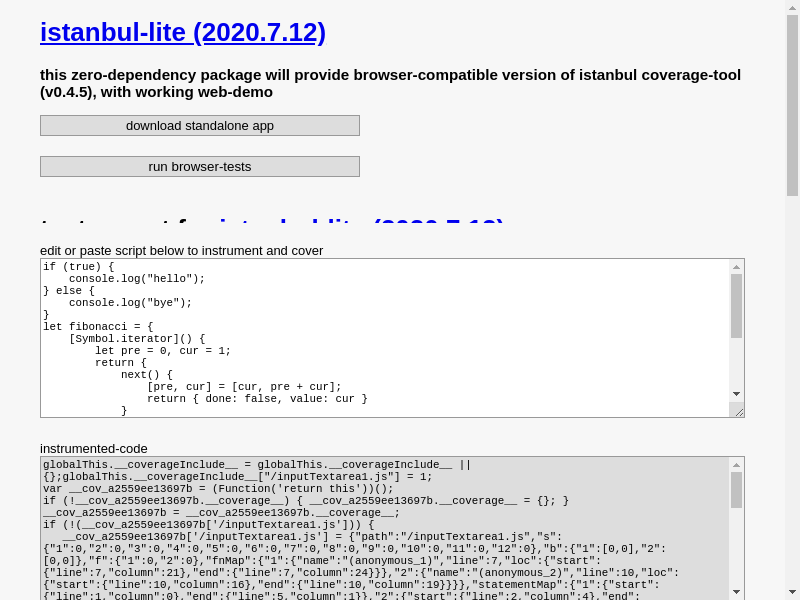 istanbul-lite (2020.7.12)
this zero-dependency package will provide browser-compatible version of istanbul coverage-tool
(v0.4.5), with working web-demo
download standalone app
run browser-tests
edit or paste script below to instrument and cover
if (true) {
    console.log("hello");
} else {
    console.log("bye");
}
let fibonacci = {
    [Symbol.iterator]() {
        let pre = 0, cur = 1;
        return {
            next() {
                [pre, cur] = [cur, pre + cur];
                return { done: false, value: cur }
            }
instrumented-code
globalThis.__coverageInclude__ = globalThis.__coverageInclude__ ||
{};globalThis.__coverageInclude__["/inputTextarea1.js"] = 1;
var __cov_a2559ee13697b = (Function('return this'))();
if (!__cov_a2559ee13697b.__coverage__) { __cov_a2559ee13697b.__coverage__ = {}; }
__cov_a2559ee13697b = __cov_a2559ee13697b.__coverage__;
if (!(__cov_a2559ee13697b['/inputTextarea1.js'])) {
   __cov_a2559ee13697b['/inputTextarea1.js'] = {"path":"/inputTextarea1.js","s":
{"1":0,"2":0,"3":0,"4":0,"5":0,"6":0,"7":0,"8":0,"9":0,"10":0,"11":0,"12":0},"b":{"1":[0,0],"2":
[0,0]},"f":{"1":0,"2":0},"fnMap":{"1":{"name":"(anonymous_1)","line":7,"loc":{"start":
{"line":7,"column":21},"end":{"line":7,"column":24}}},"2":{"name":"(anonymous_2)","line":10,"loc":
{"start":{"line":10,"column":16},"end":{"line":10,"column":19}}}},"statementMap":{"1":{"start":
{"line":1,"column":0},"end":{"line":5,"column":1}},"2":{"start":{"line":2,"column":4},"end":